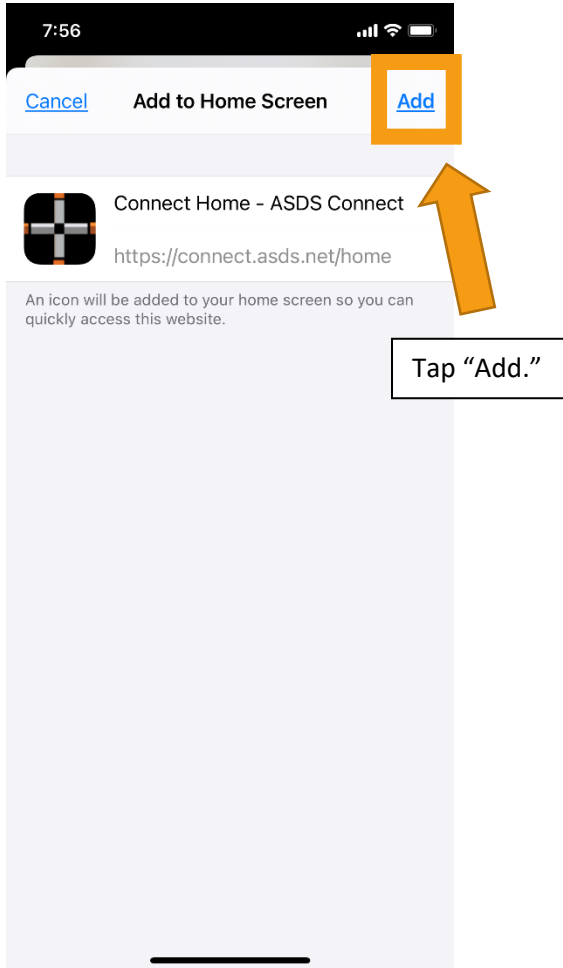 7:56
Cancel Add to Home Screen Add
Connect Home - ASDS Connect
https://connect.asds.net/home
An icon will be added to your home screen so you can
quickly access this website.
Tap “Add.”